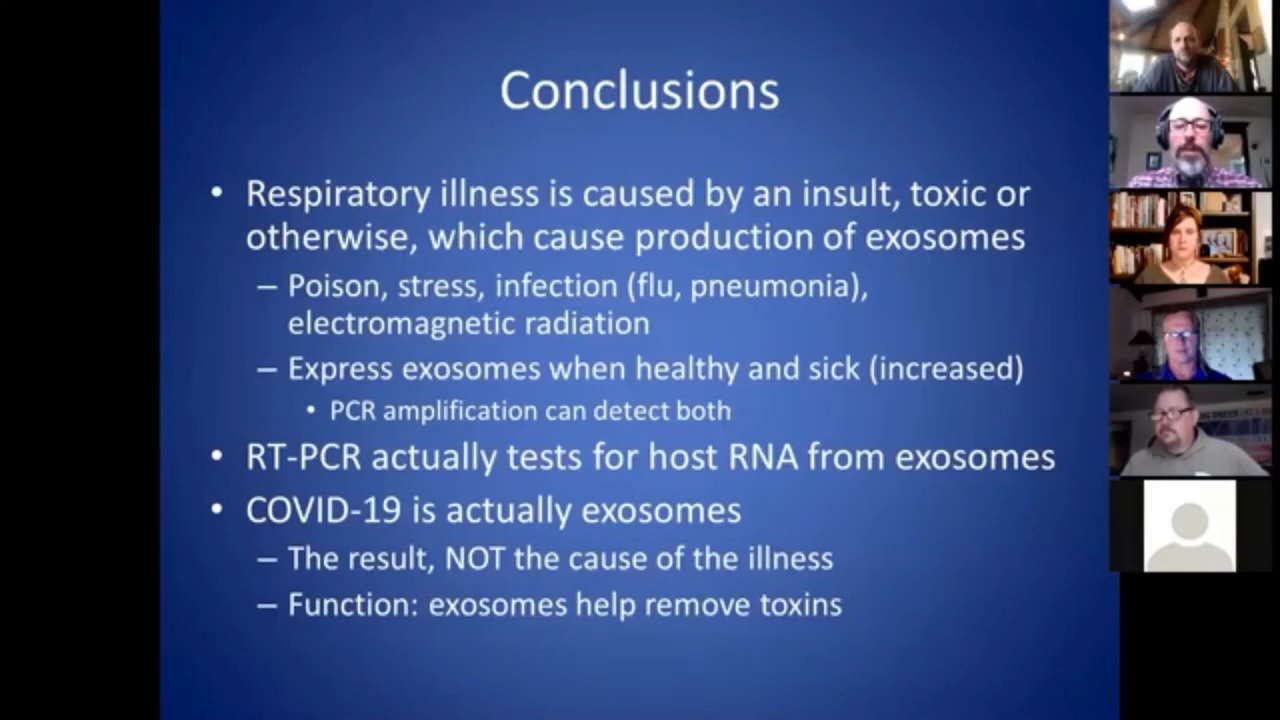 Conclusions
• Respiratory illness is caused by an insult, toxic or
otherwise, which cause production of exosomes
– Poison, stress, infection (flu, pneumonia),
electromagnetic radiation
– Express exosomes when healthy and sick (increased)
• PCR amplification can detect both
• RT-PCR actually tests for host RNA from exosomes
• COVID-19 is actually exosomes
– The result, NOT the cause of the illness
– Function: exosomes help remove toxins